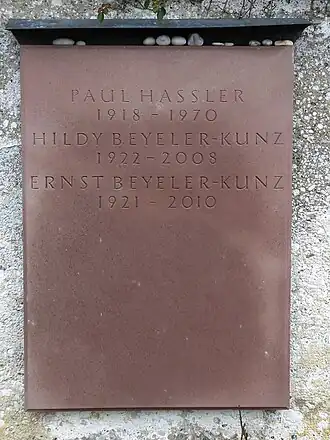 PAUL HASSLER
1918 - 1970
HILDY BEYELER-KUNZ
1922 - 2008
ERNST BEYELER-KUNZ
1921 - 2010